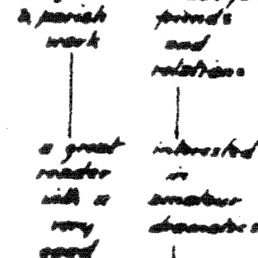 a parish
work
friends
and
relations
a great
reader
with a
very
good
interested
in
amateur
dramatics